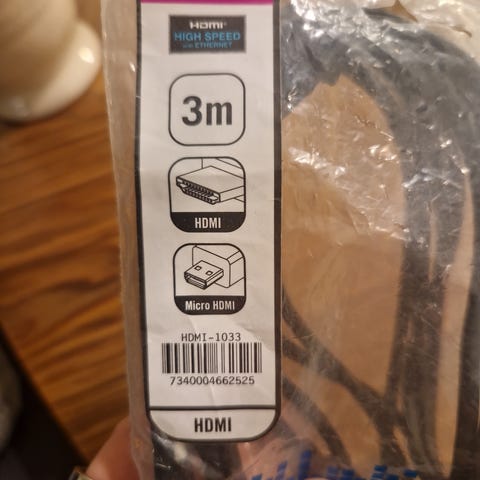 HDMI
HIGH SPEED
with ETHERNET
3m
HDMI
Micro HDMI
HDMI-1033
7340004662525
HDMI